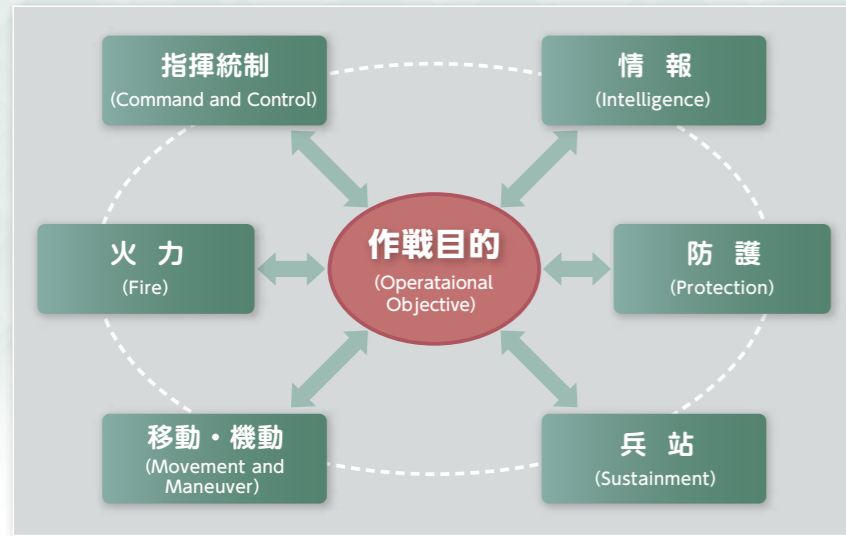 指揮統制
(Command and Control)
情 報
(Intelligence)
火 力
(Fire)
作戦目的
(Operataional
Objective)
防 護
(Protection)
移動・機動
(Movement and
Maneuver)
兵 站
(Sustainment)